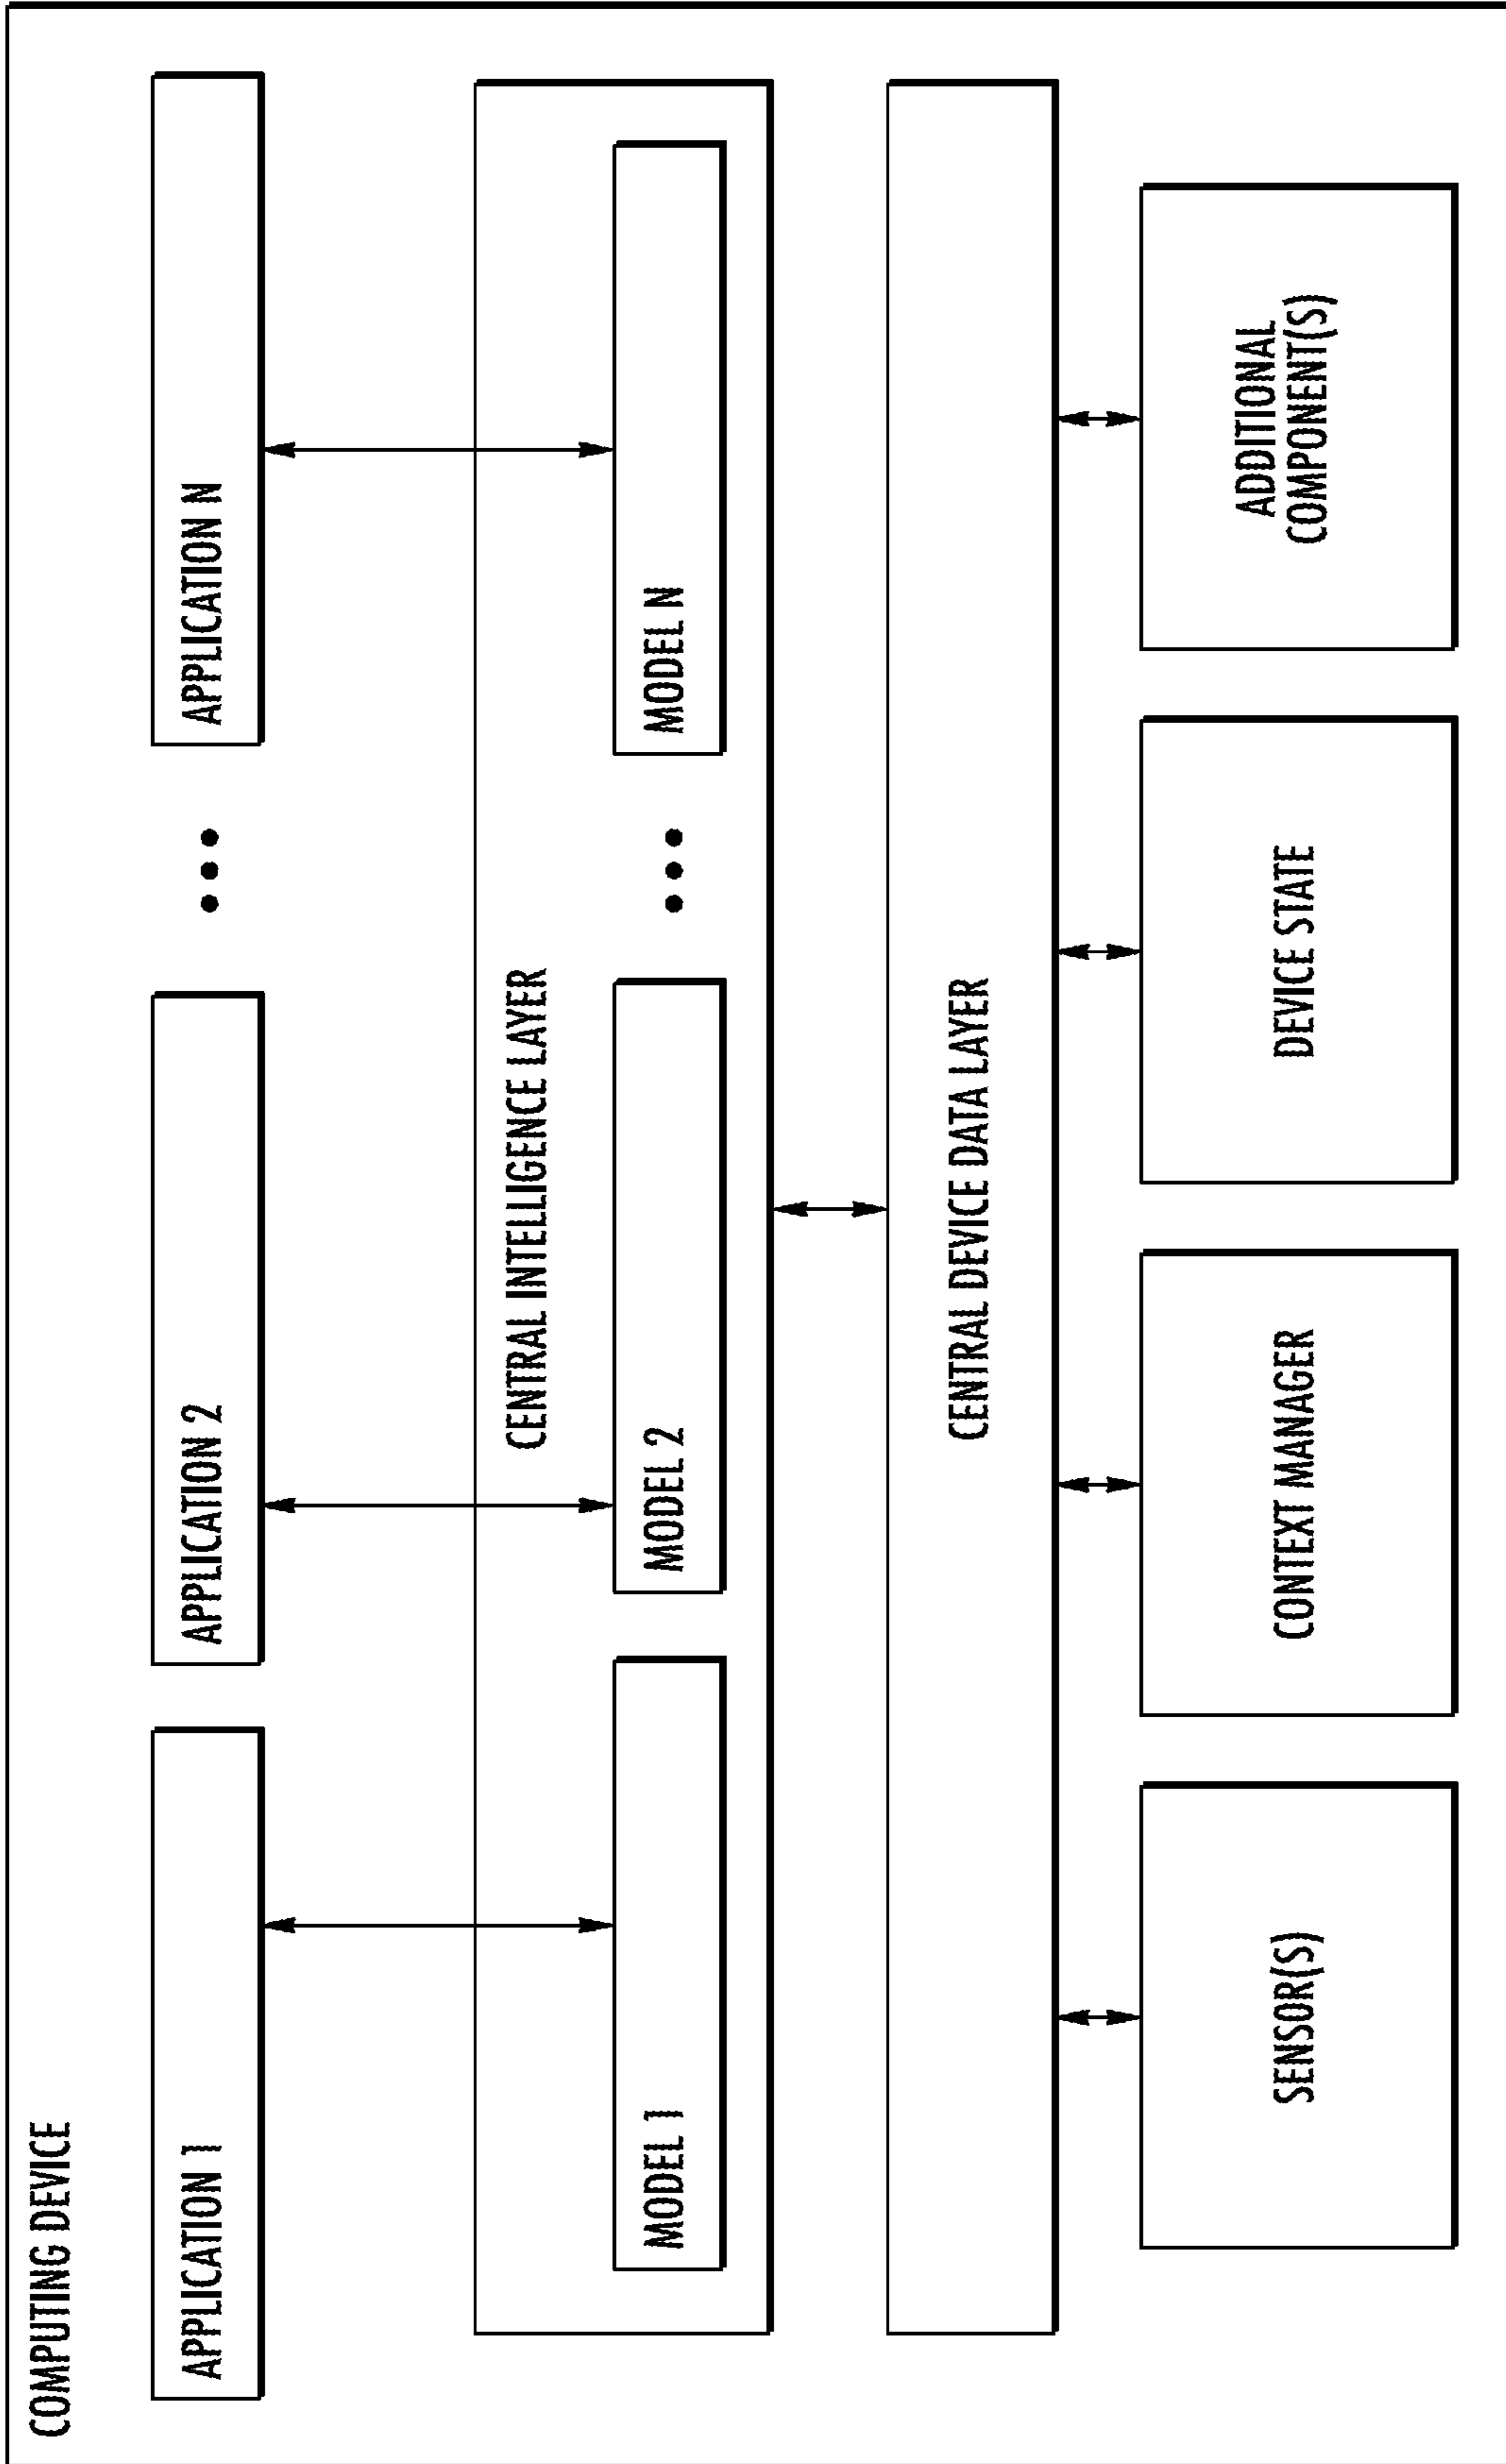 COMPUTING DEVICE
APPLICATION 1
APPLICATION 2
APPLICATION N
CENTRAL INTELLIGENCE LAYER
MODEL 1
MODEL 2
MODEL N
CENTRAL DEVICE DATA LAYER
SENSOR(S)
CONTEXT MANAGER
DEVICE STATE
ADDITIONAL
COMPONENT(S)